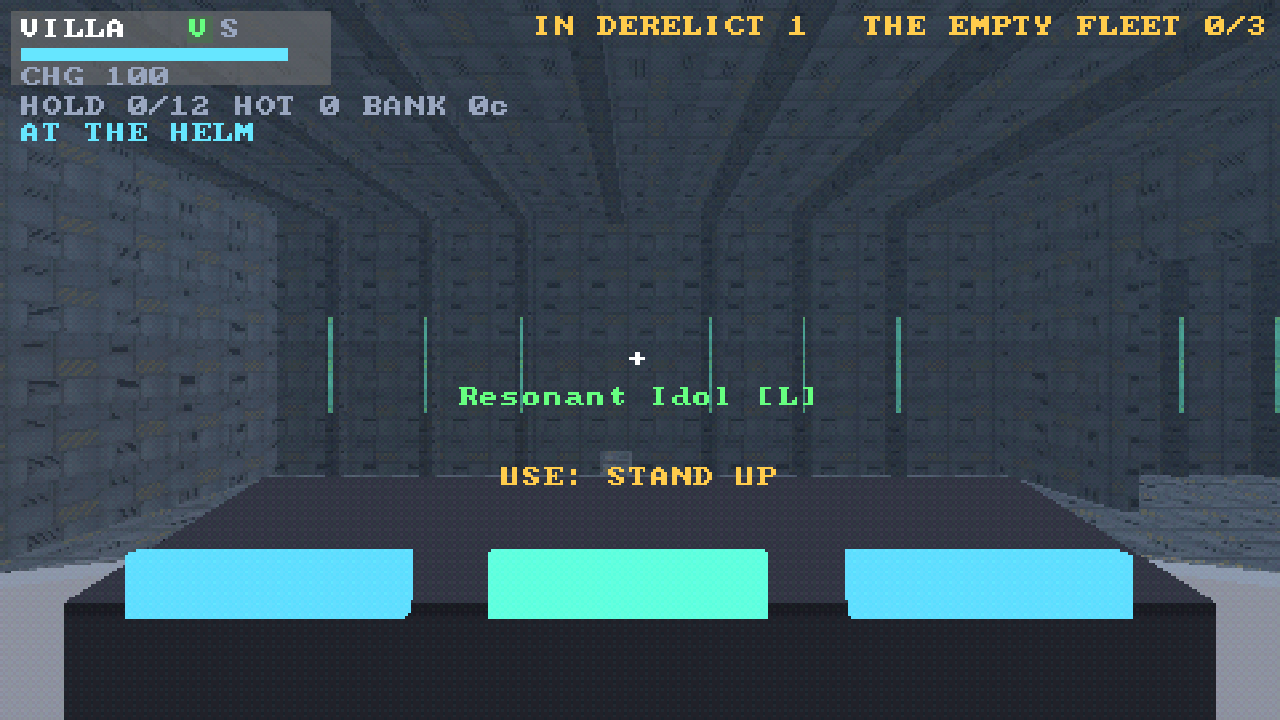 VILLA V S
IN DERELICT 1 THE EMPTY FLEET 0/3
CHG 100
HOLD 0/12 HOT 0 BANK 0c
AT THE HELM
Resonant Idol [L]
USE: STAND UP